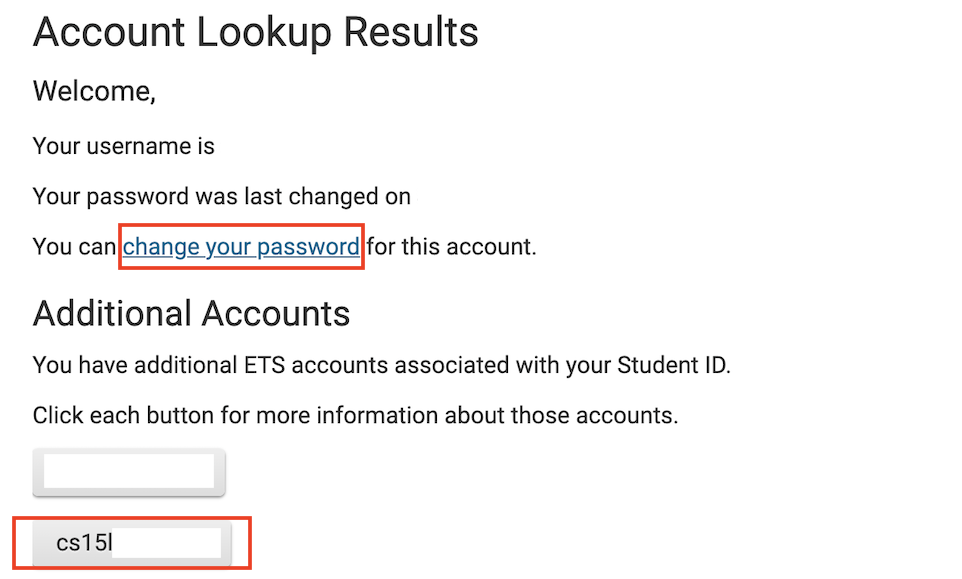 Account Lookup Results
Welcome,
Your username is
Your password was last changed on
You can change your password for this account.
Additional Accounts
You have additional ETS accounts associated with your Student ID.
Click each button for more information about those accounts.
cs15l